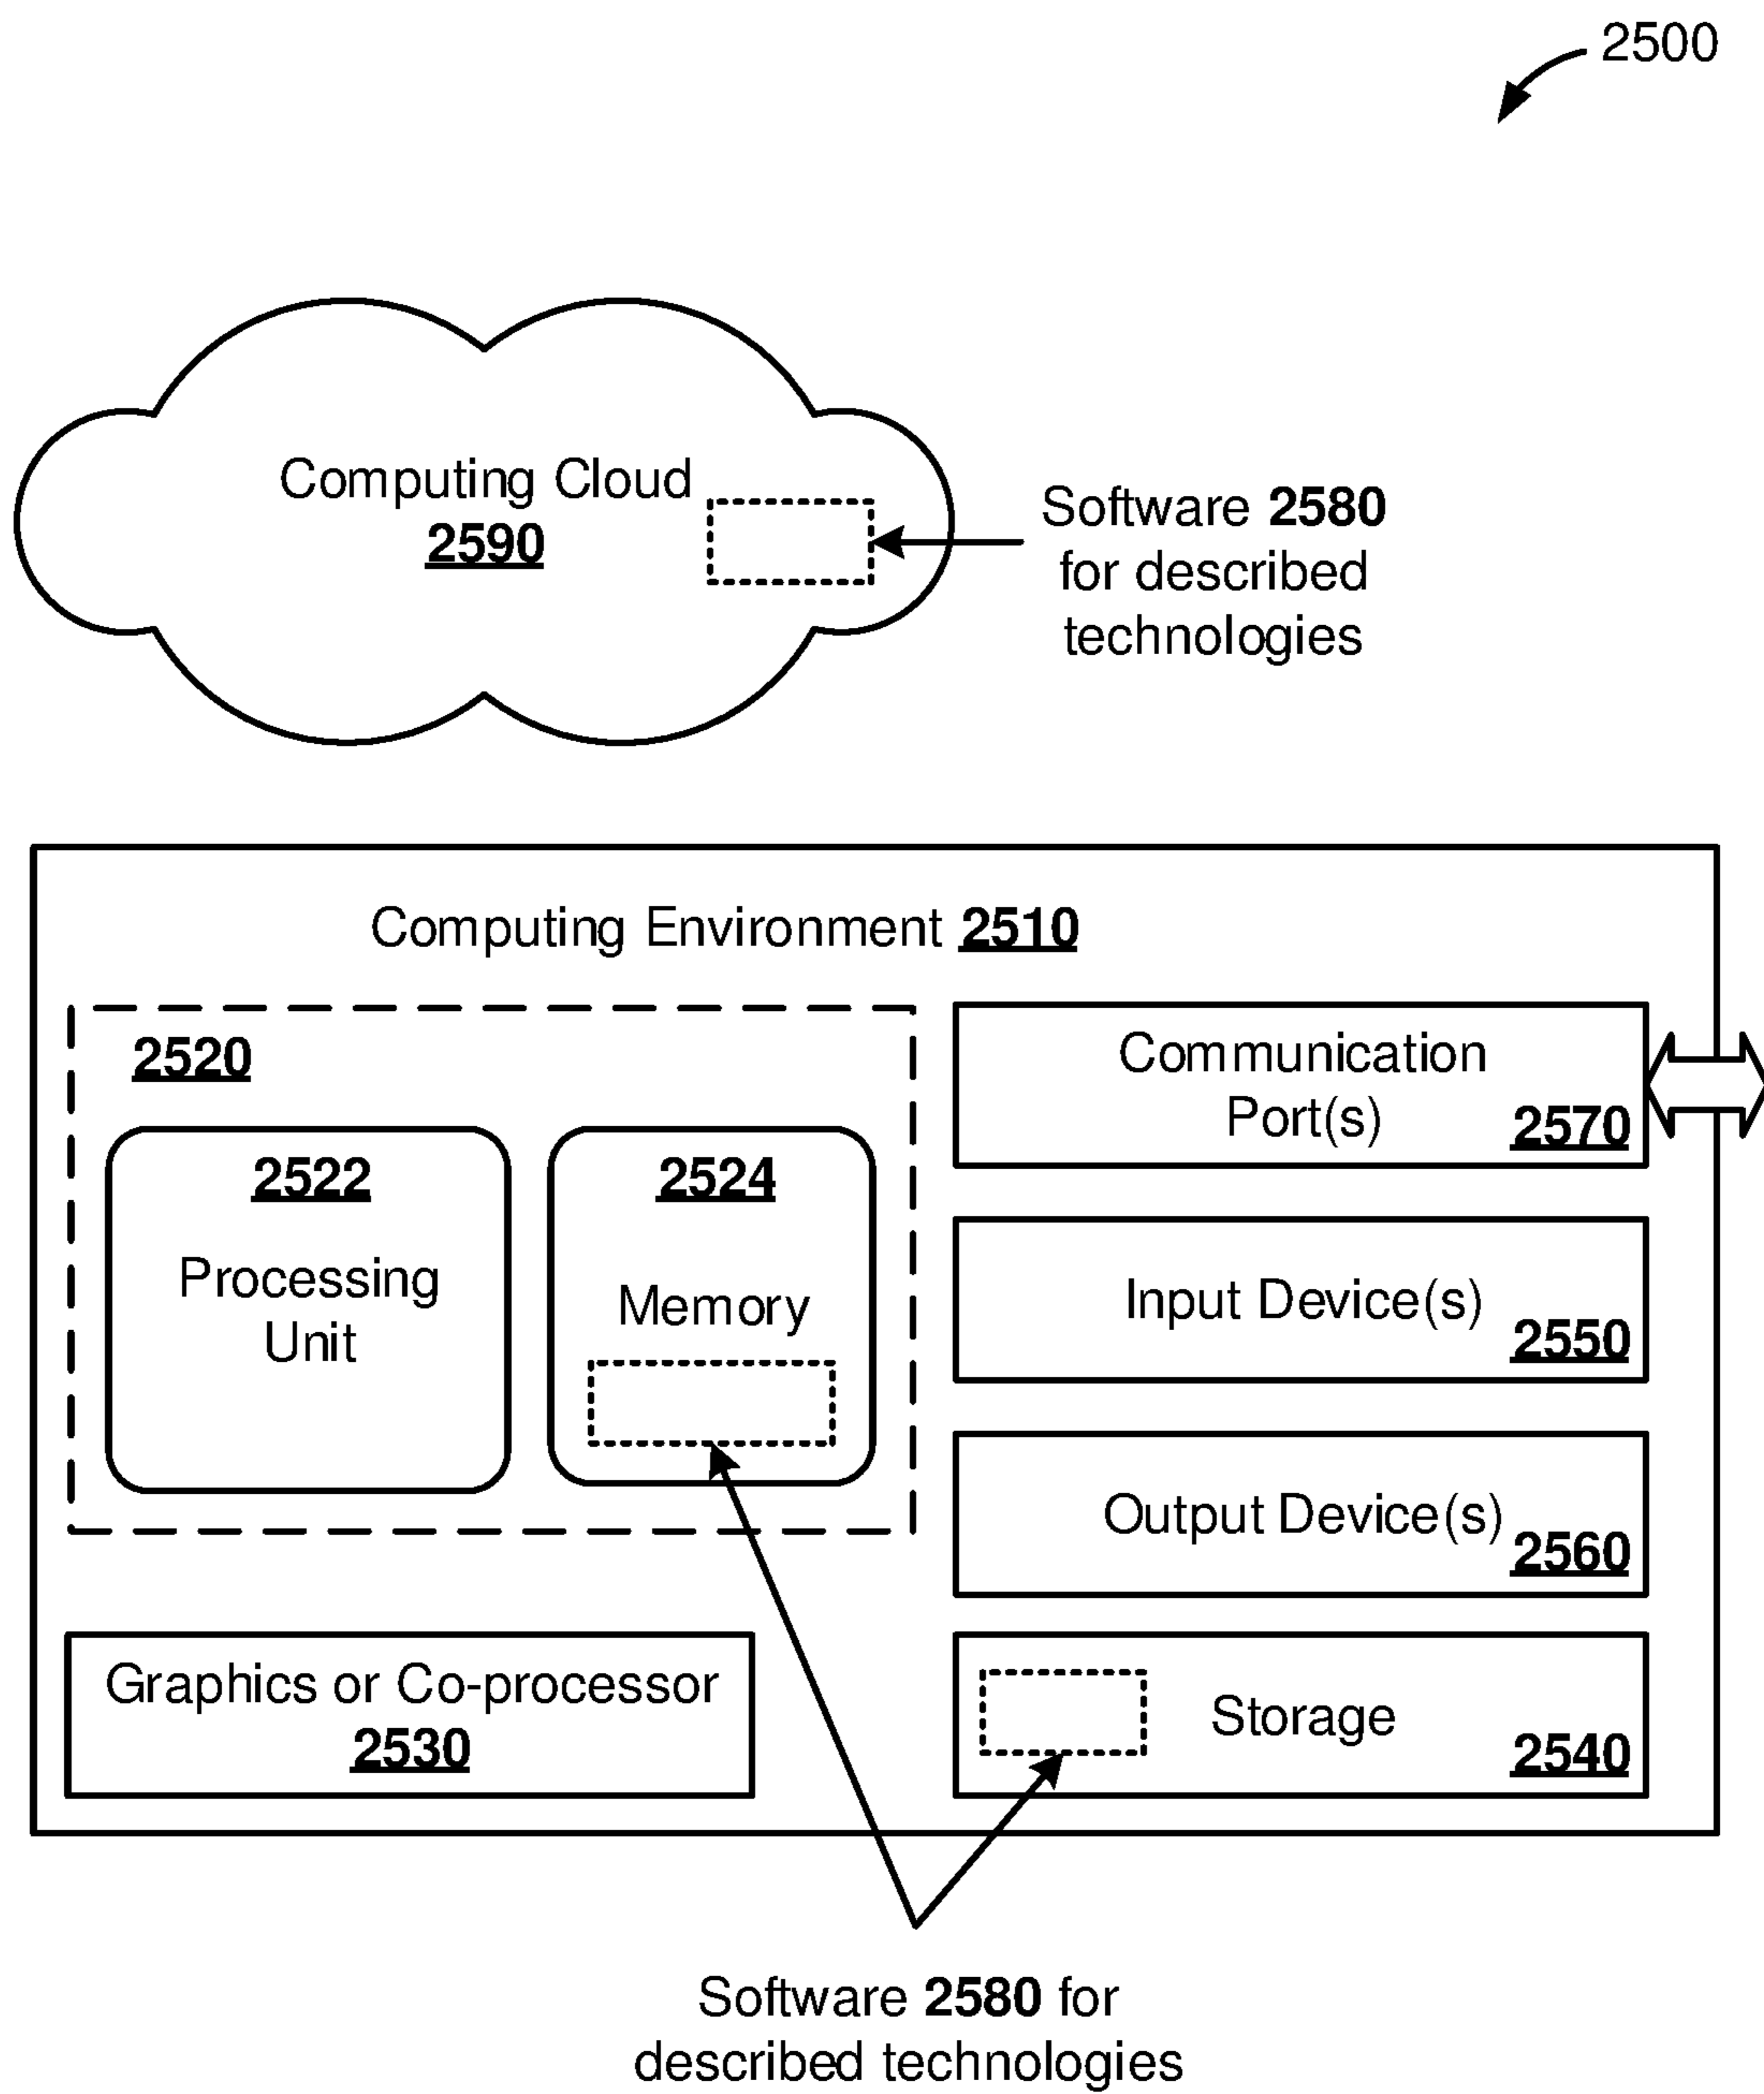 2500
Computing Cloud
2590
Software 2580
for described
technologies
Computing Environment 2510
2520
2522
Processing
Unit
2524
Memory
Communication
Port(s)
2570
Input Device(s)
2550
Output Device(s)
2560
Graphics or Co-processor
2530
Storage
2540
Software 2580 for
described technologies